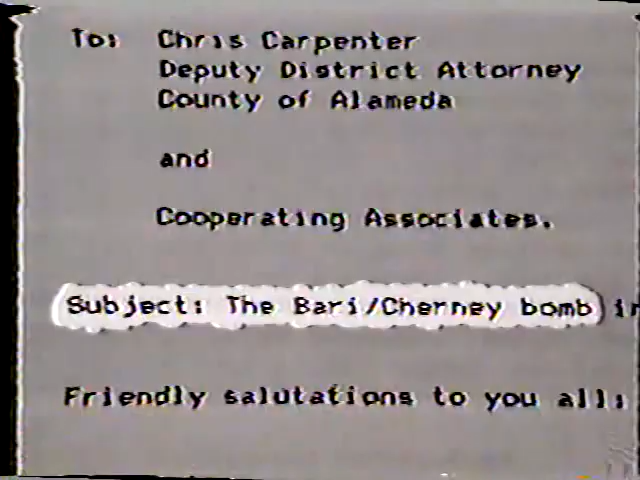 To: Chris Carpenter
Deputy District Attorney
County of Alameda
and
Cooperating Associates.
Subject: The Bari/Cherney bomb in
Friendly salutations to you all: